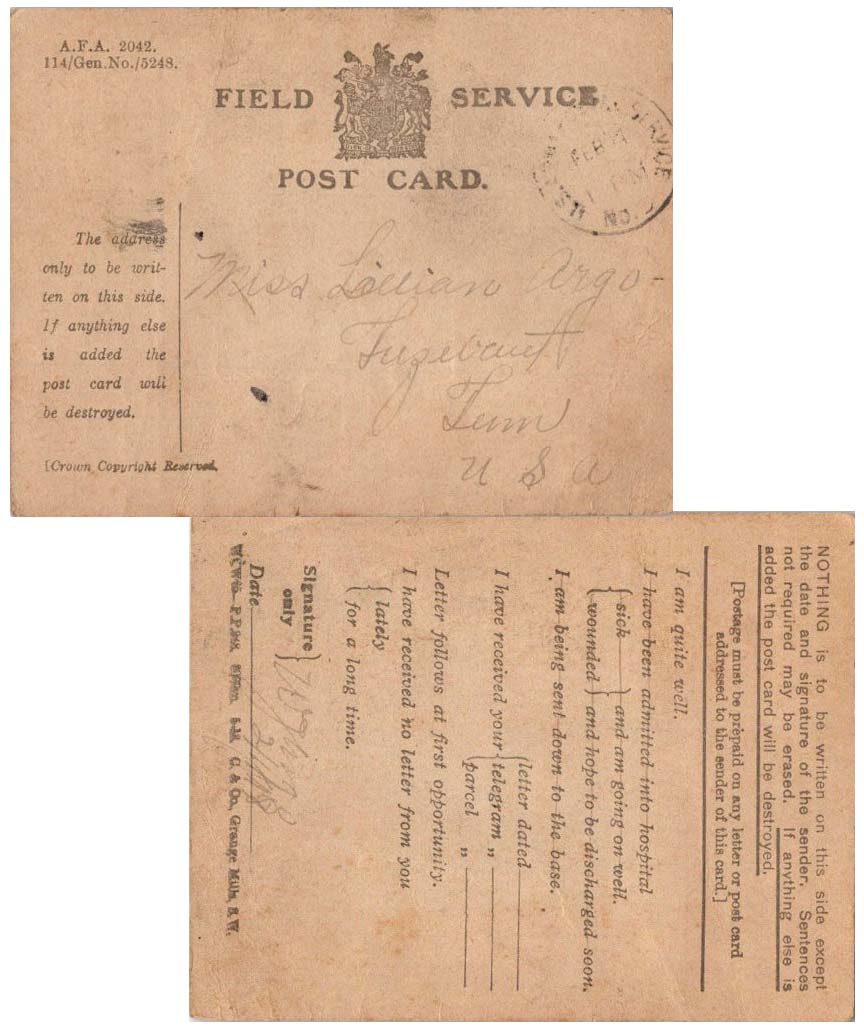 A.F.A. 2042.
114/Gen.No./5248.
FIELD SERVICE
POST CARD.
SERVICE
FEB
NO.
The address
only to be writ-
ten on this side.
If anything else
is added the
post card will
be destroyed.
[Crown Copyright Reserved.
Miss Lillian Argo
Tenn
U S A
NOTHING is to be written on this side except
the date and signature of the sender. Sentences
not required may be erased. If anything else is
added the post card will be destroyed.
[Postage must be prepaid on any letter or post card
addressed to the sender of this card.]
I am quite well.
I have been admitted into hospital
{ sick } and am going on well.
{ wounded } and hope to be discharged soon.
I am being sent down to the base.
I have received your { letter dated
telegram „
parcel „
Letter follows at first opportunity.
I have received no letter from you
{ lately
for a long time.
Signature
only }
Date
G. & Co., Grange Mills, S.W.